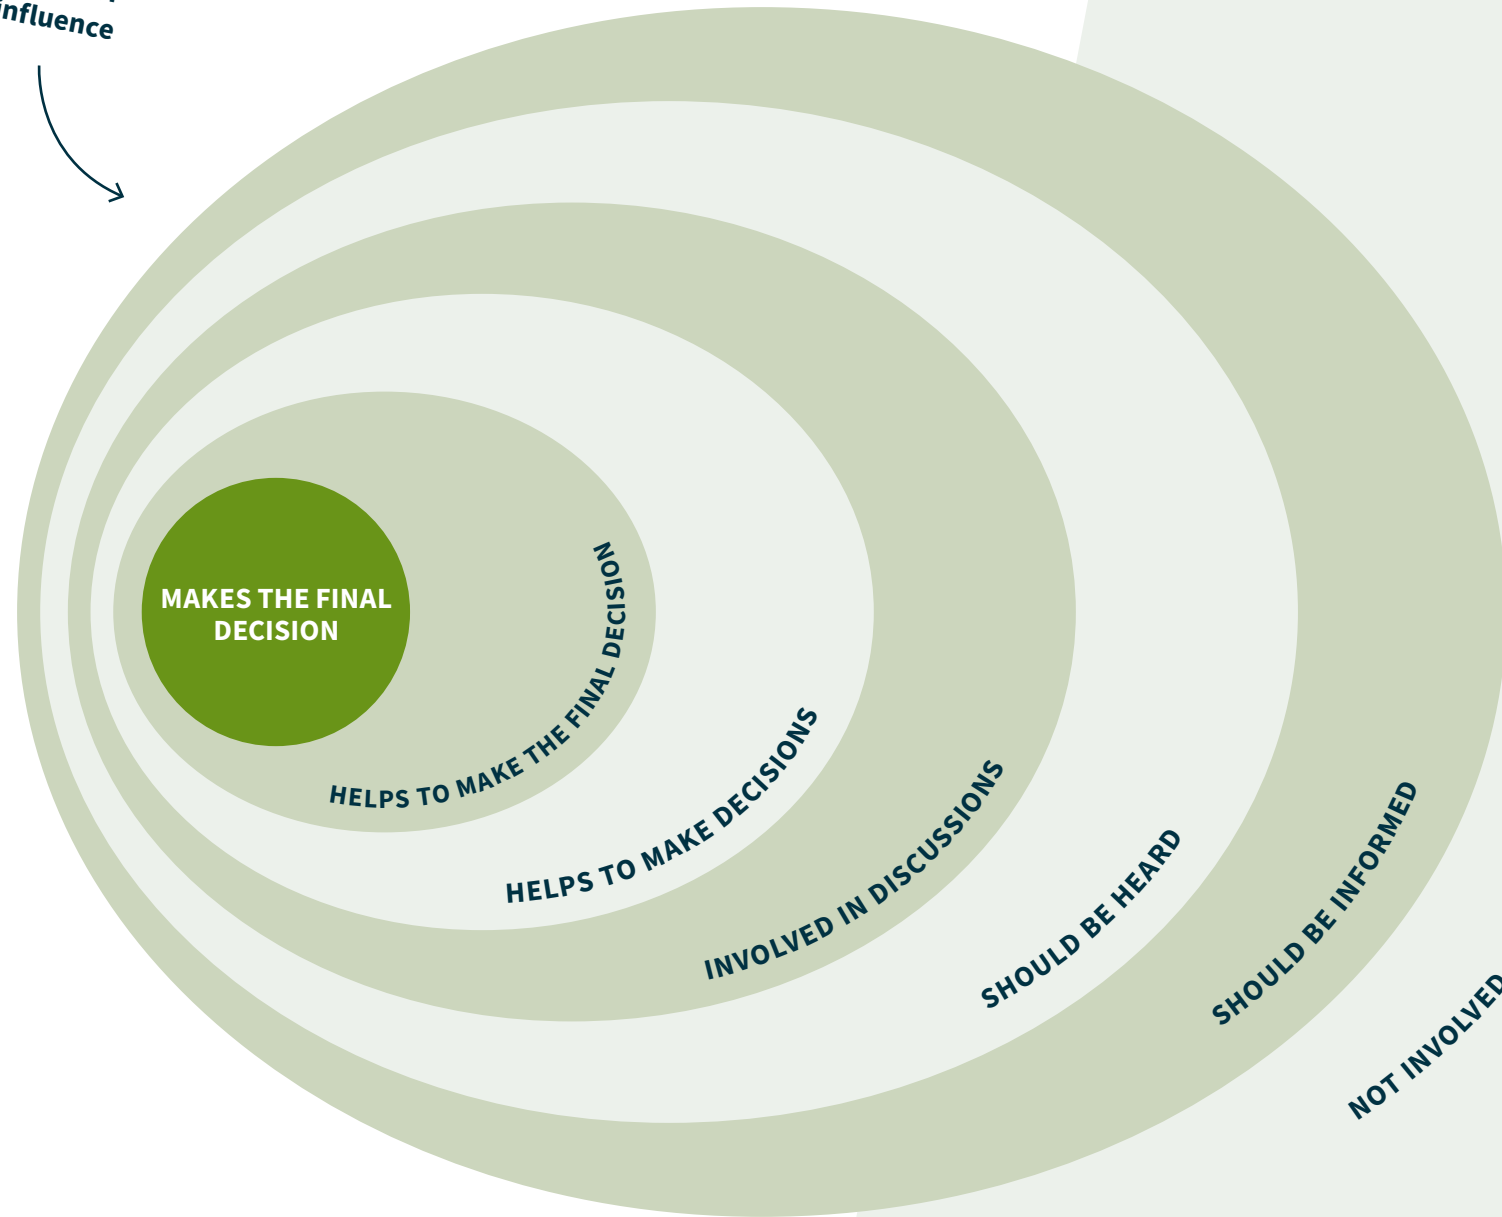 influence
MAKES THE FINAL
DECISION
HELPS TO MAKE THE FINAL DECISION
HELPS TO MAKE DECISIONS
INVOLVED IN DISCUSSIONS
SHOULD BE HEARD
SHOULD BE INFORMED
NOT INVOLVED